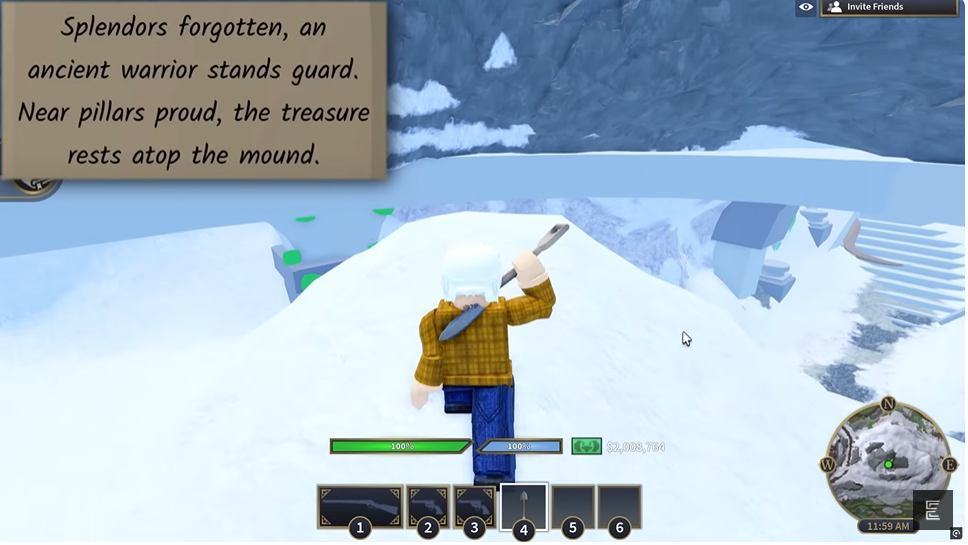 Splendors forgotten, an
ancient warrior stands guard.
Near pillars proud, the treasure
rests atop the mound.
Invite Friends
100%
100%
$2,008,764
N
W
E
1
2
3
4
5
6
11:59 AM
E